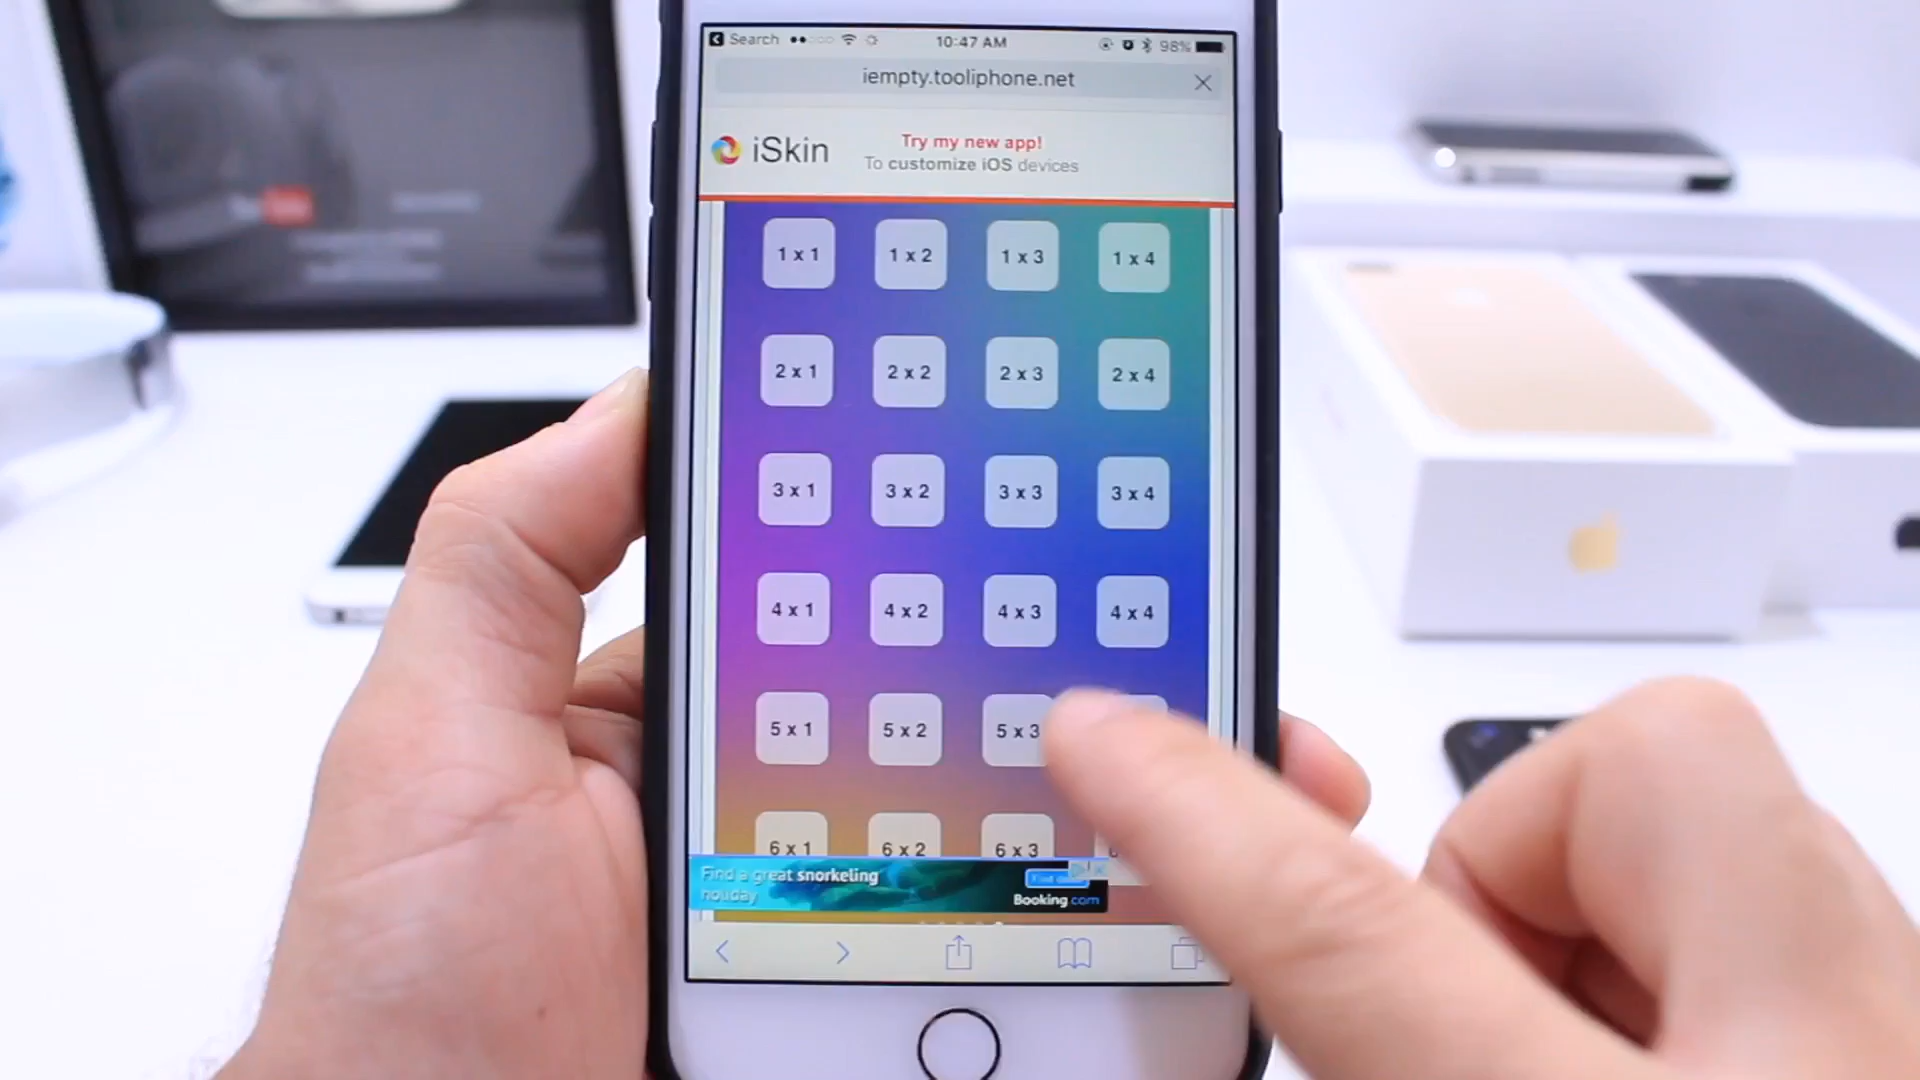 Search
10:47 AM
98%
iempty.tooliphone.net
iSkin
Try my new app!
To customize iOS devices
1 x 1
1 x 2
1 x 3
1 x 4
2 x 1
2 x 2
2 x 3
2 x 4
3 x 1
3 x 2
3 x 3
3 x 4
4 x 1
4 x 2
4 x 3
4 x 4
5 x 1
5 x 2
5 x 3
6 x 1
6 x 2
6 x 3
Find a great snorkeling
Booking.com